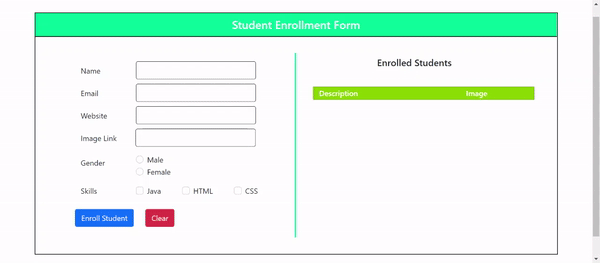 Student Enrollment Form
Name
Email
Website
Image Link
Gender
Male
Female
Skills
Java HTML CSS
Enroll Student Clear
Enrolled Students
Description Image